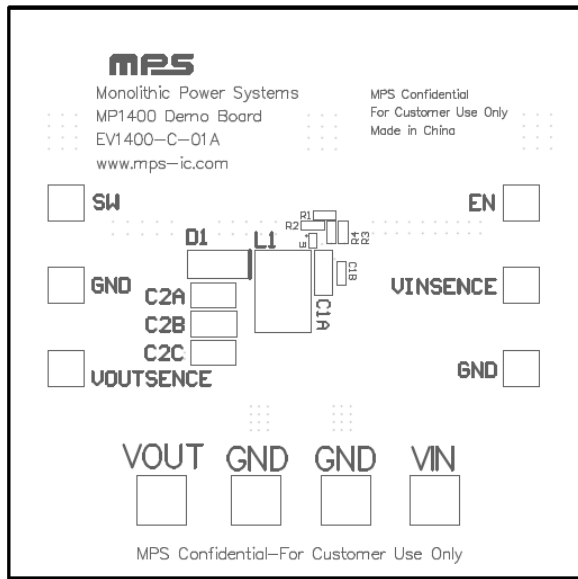 MPS
Monolithic Power Systems
MP1400 Demo Board
EV1400-C-01A
www.mps-ic.com
MPS Confidential
For Customer Use Only
Made in China
SW
EN
R1
R2
R4
R3
D1
L1
U1
C1B
GND
VINSENCE
C2A
C1A
C2B
C2C
VOUTSENCE
GND
VOUT GND GND VIN
MPS Confidential-For Customer Use Only